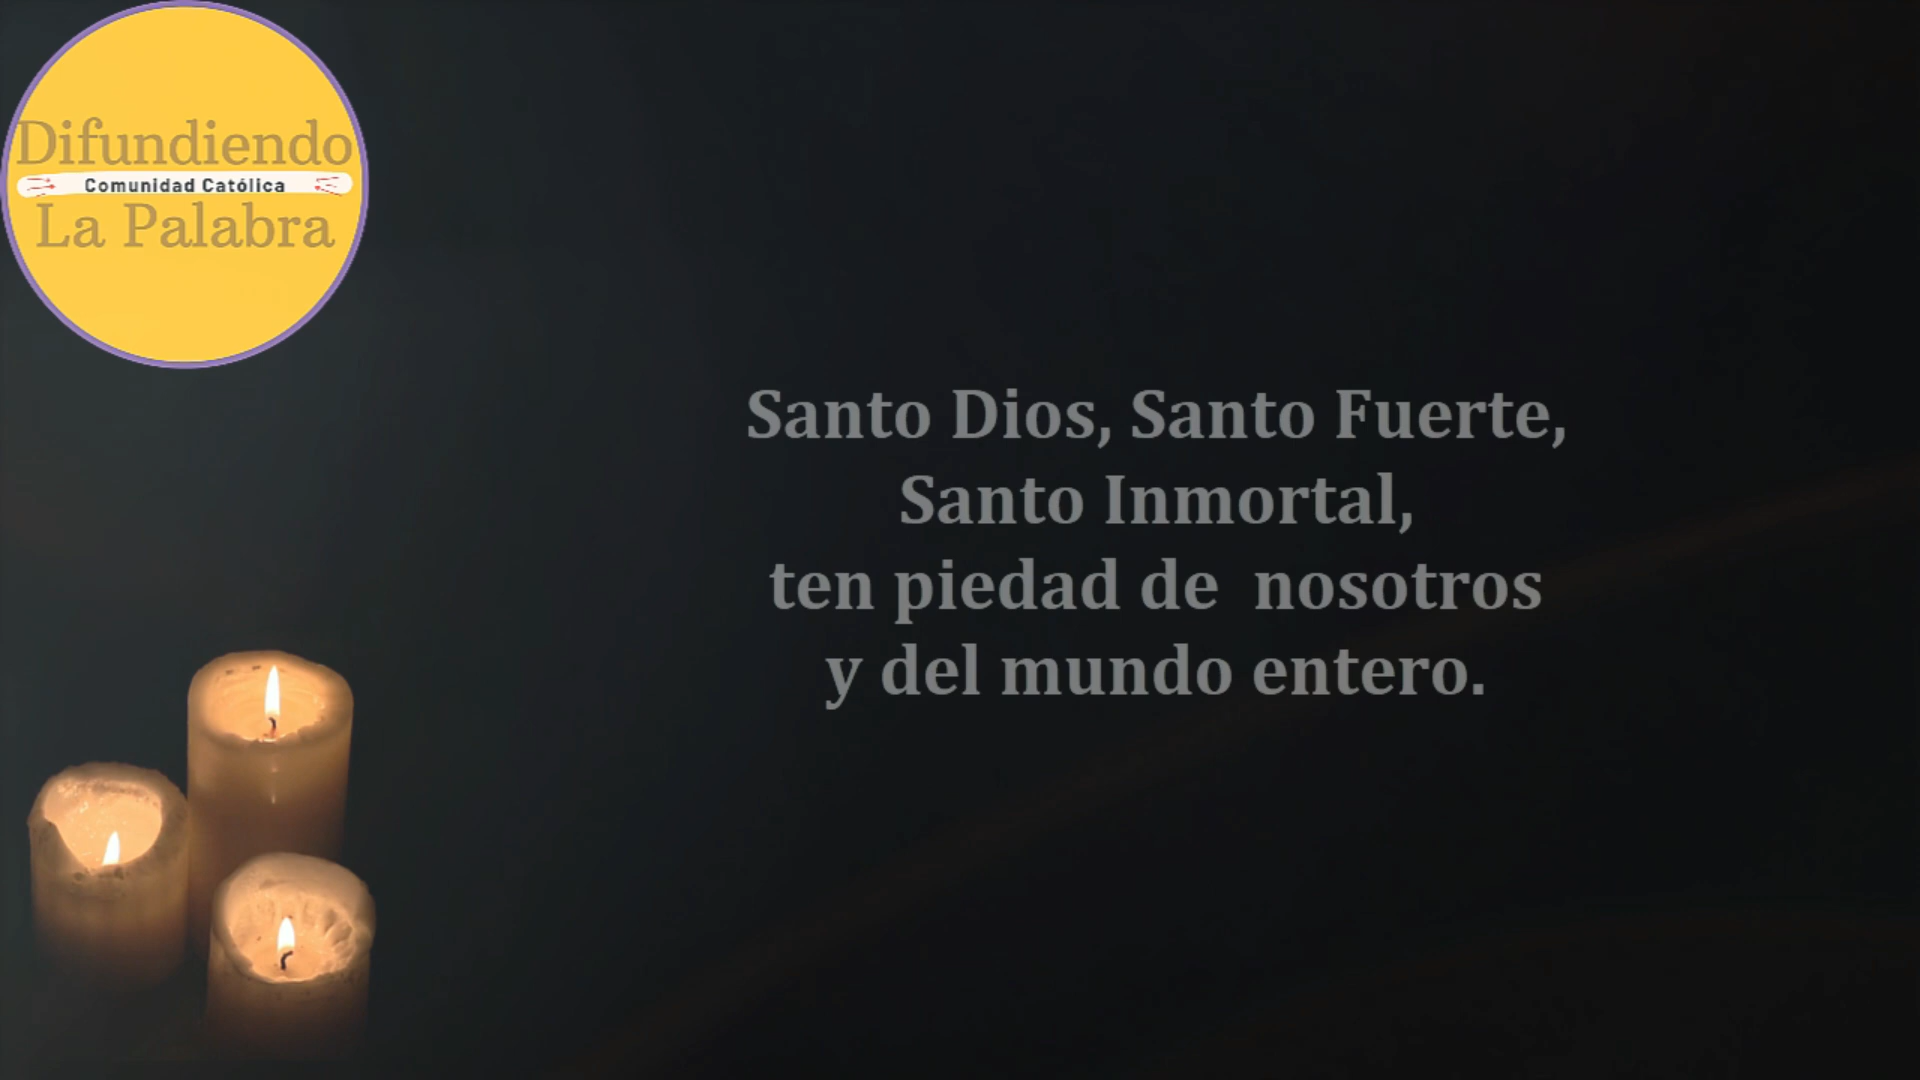 Difundiendo
Comunidad Católica
La Palabra
Santo Dios, Santo Fuerte,
Santo Inmortal,
ten piedad de  nosotros
y del mundo entero.